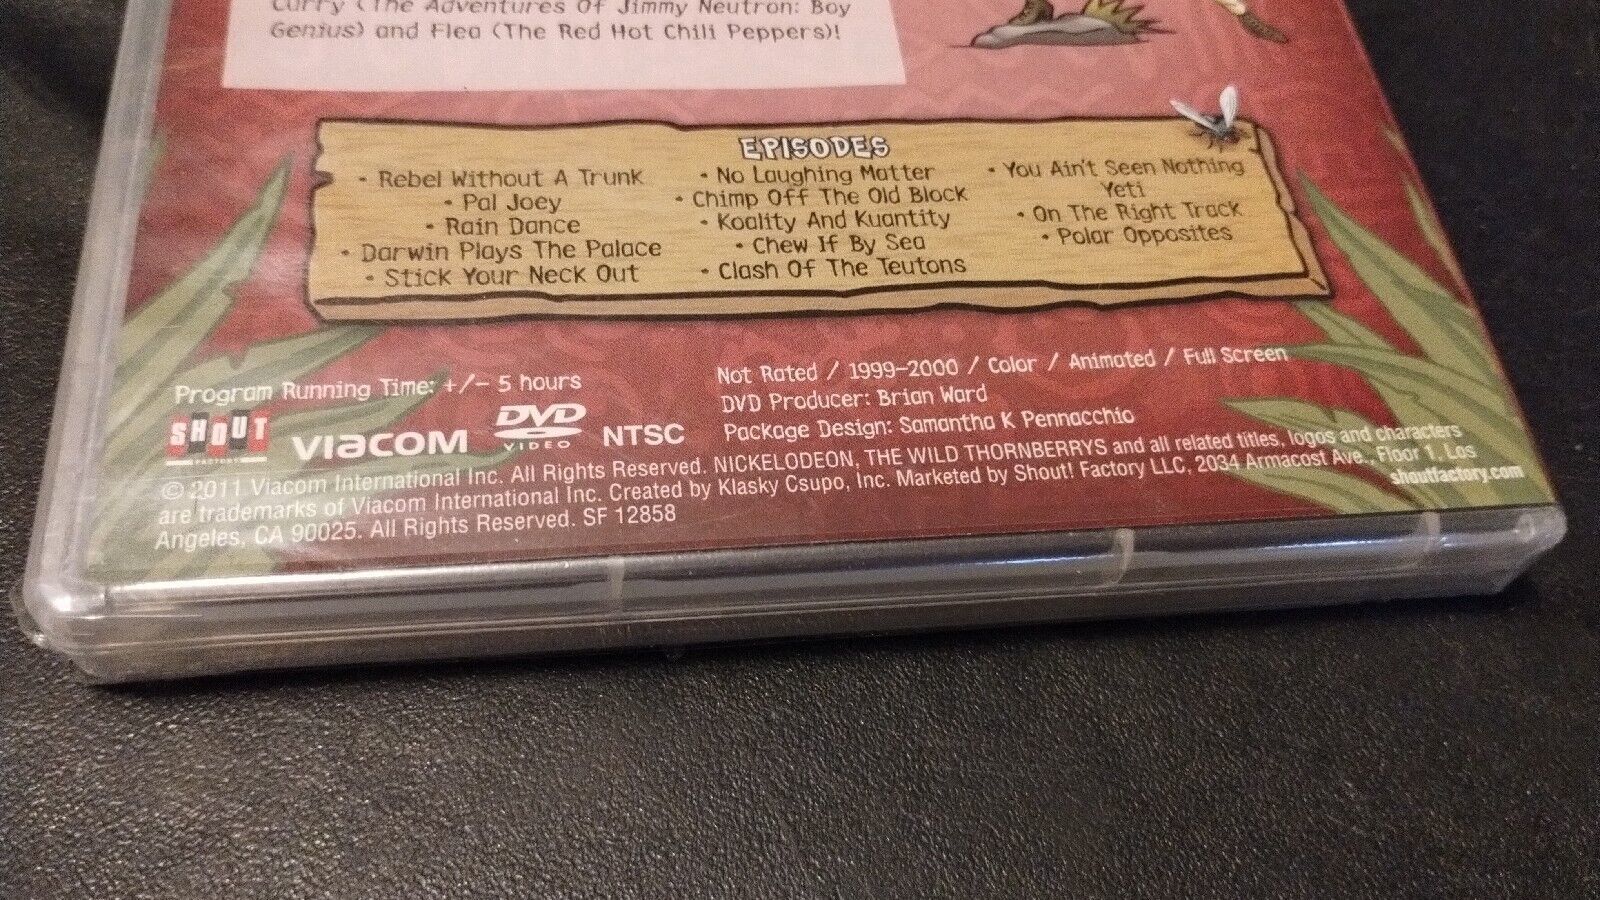 Curry (The Adventures Of Jimmy Neutron: Boy
Genius) and Flea (The Red Hot Chili Peppers)!
EPISODES
• Rebel Without A Trunk
• Pal Joey
• Rain Dance
• Darwin Plays The Palace
• Stick Your Neck Out
• No Laughing Matter
• Chimp Off The Old Block
• Koality And Kuantity
• Chew If By Sea
• Clash Of The Teutons
• You Ain't Seen Nothing
Yeti
• On The Right Track
• Polar Opposites
Program Running Time: +/- 5 hours
Not Rated / 1999-2000 / Color / Animated / Full Screen
DVD Producer: Brian Ward
Package Design: Samantha K Pennacchio
SHOUT
FACTORY
VIACOM
DVD
VIDEO
NTSC
© 2011 Viacom International Inc. All Rights Reserved. NICKELODEON, THE WILD THORNBERRYS and all related titles, logos and characters
are trademarks of Viacom International Inc. Created by Klasky Csupo, Inc. Marketed by Shout! Factory LLC, 2034 Armacost Ave., Floor 1, Los
Angeles, CA 90025. All Rights Reserved. SF 12858
shoutfactory.com